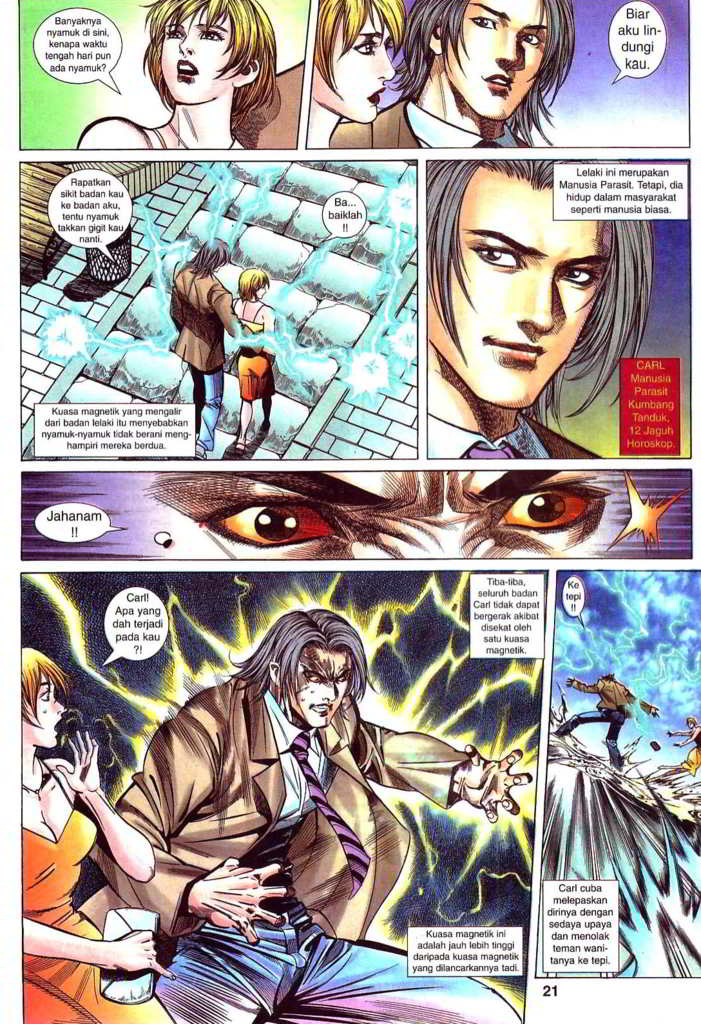 Banyaknya
nyamuk di sini,
kenapa waktu
tengah hari pun
ada nyamuk?
Biar
aku lin-
dungi
kau.
Rapatkan
sikit badan kau
ke badan aku,
tentu nyamuk
takkan gigit kau
nanti.
Ba...
baiklah
!!
Kuasa magnetik yang mengalir
dari badan lelaki itu menyebabkan
nyamuk-nyamuk tidak berani meng-
hampiri mereka berdua.
Lelaki ini merupakan
Manusia Parasit. Tetapi, dia
hidup dalam masyarakat
seperti manusia biasa.
CARL
Manusia
Parasit
Kumbang
Tanduk,
12 Jaguh
Horoskop.
Jahanam
!!
Carl!
Apa yang
dah terjadi
pada kau
?!
Tiba-tiba,
seluruh badan
Carl tidak dapat
bergerak akibat
disekat oleh
satu kuasa
magnetik.
Kuasa magnetik ini
adalah jauh lebih tinggi
daripada kuasa magnetik
yang dilancarkannya tadi.
Ke
tepi
!!
Carl cuba
melepaskan
dirinya dengan
sedaya upaya
dan menolak
teman wani-
tanya ke tepi.
21